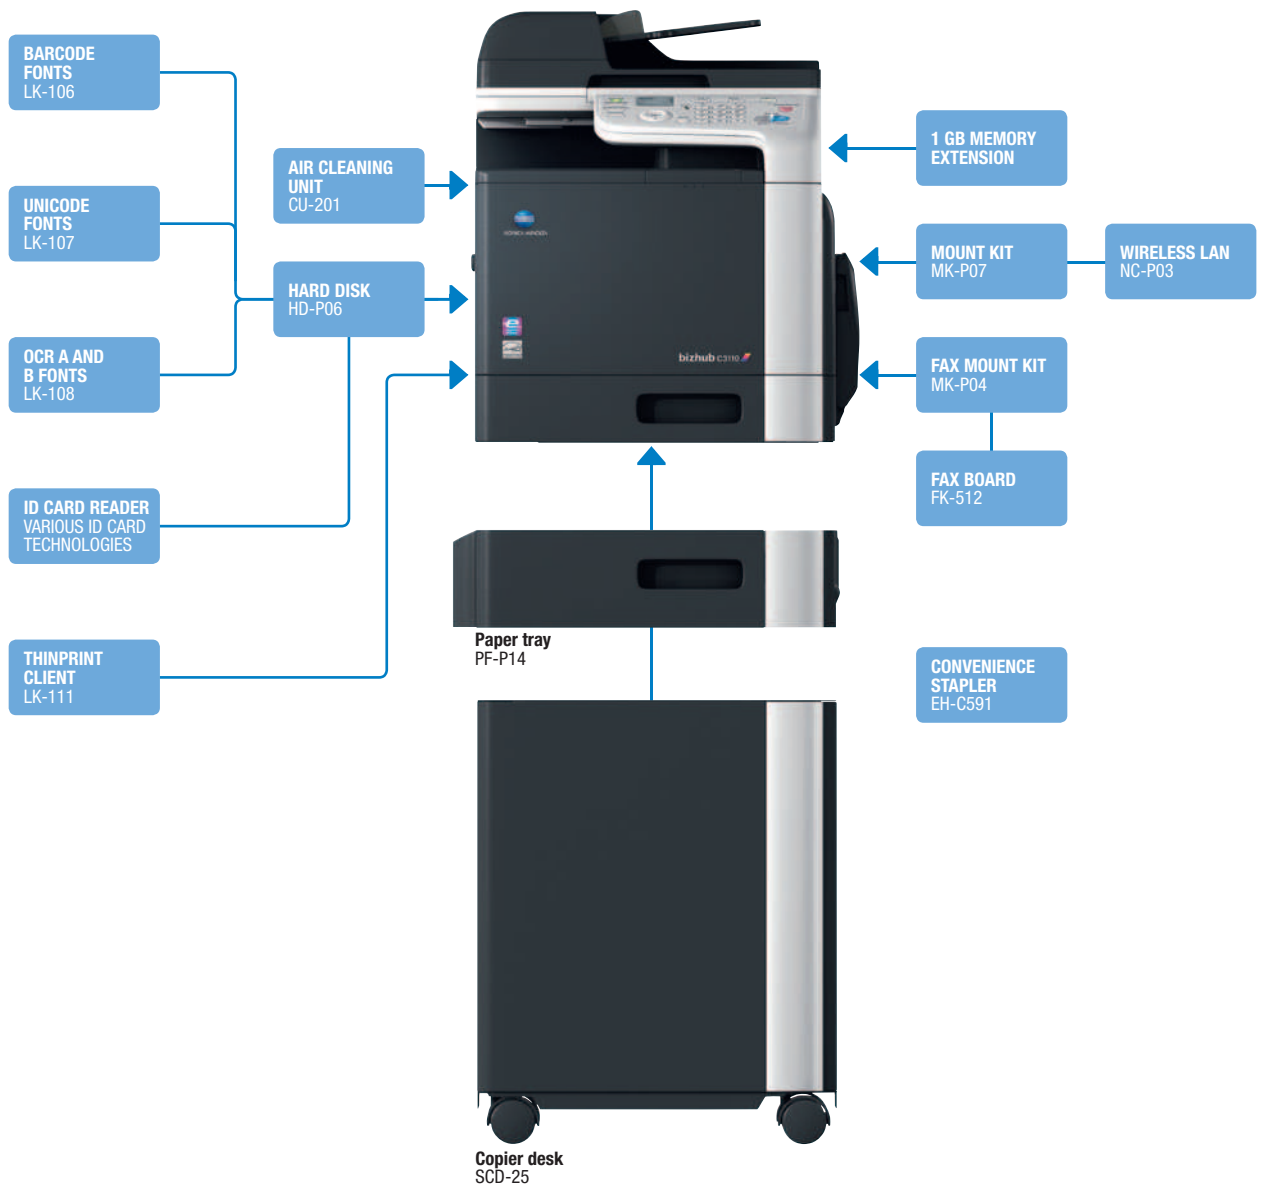 BARCODE
FONTS
LK-106
UNICODE
FONTS
LK-107
OCR A AND
B FONTS
LK-108
ID CARD READER
VARIOUS ID CARD
TECHNOLOGIES
THINPRINT
CLIENT
LK-111
AIR CLEANING
UNIT
CU-201
HARD DISK
HD-P06
KONICA MINOLTA
bizhub C3110
1 GB MEMORY
EXTENSION
MOUNT KIT
MK-P07
WIRELESS LAN
NC-P03
FAX MOUNT KIT
MK-P04
FAX BOARD
FK-512
Paper tray
PF-P14
CONVENIENCE
STAPLER
EH-C591
Copier desk
SCD-25